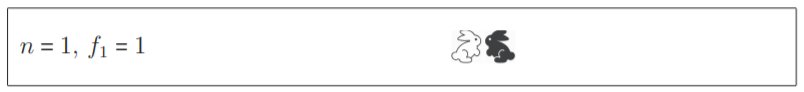 n = 1, f₁ = 1